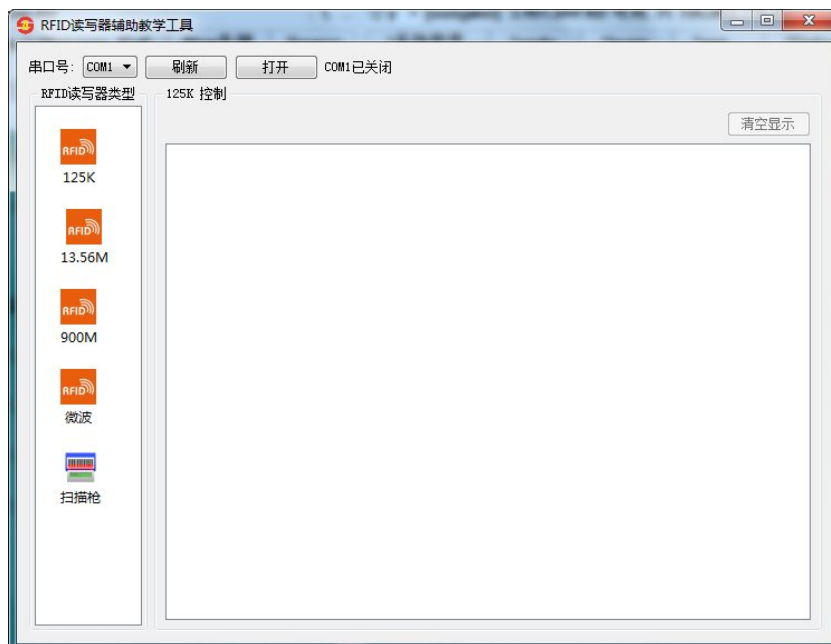 RFID读写器辅助教学工具
串口号: COM1 刷新 打开 COM1已关闭
RFID读写器类型
125K 控制
清空显示
RFID
125K
RFID
13.56M
RFID
900M
RFID
微波
扫描枪